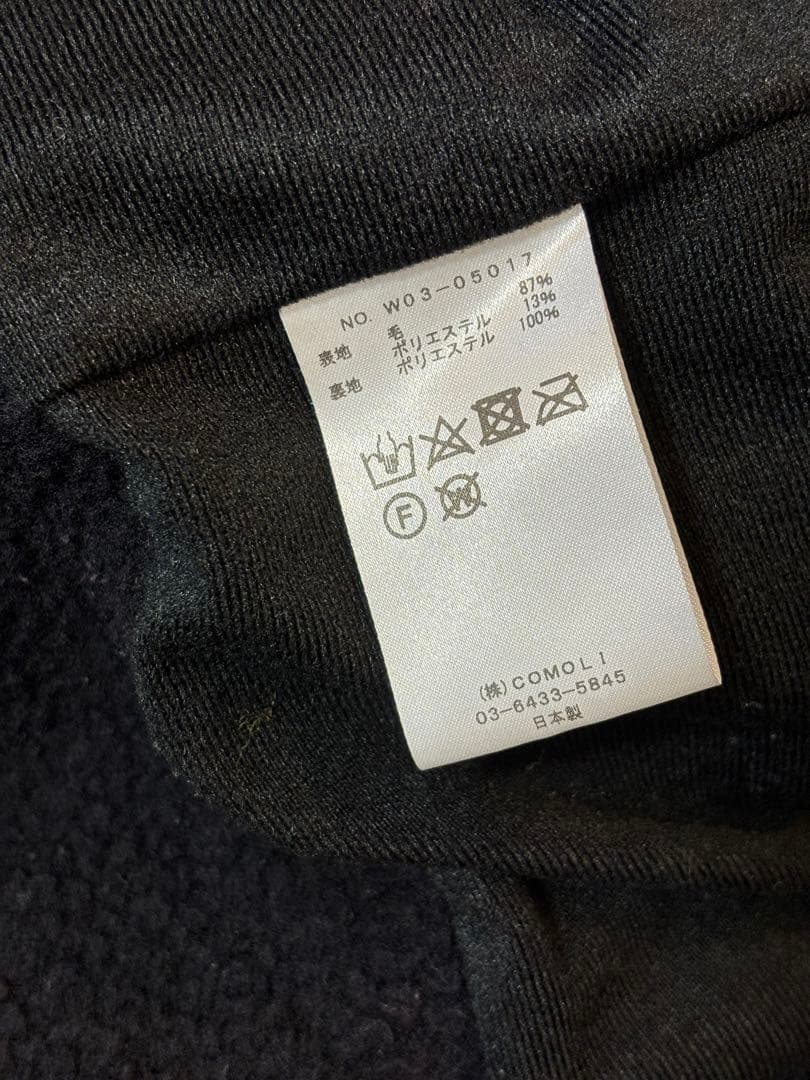 NO. W03-05017
表地 毛 87%
ポリエステル 13%
裏地 ポリエステル 100%
F W
(株)COMOLI
03-6433-5845
日本製